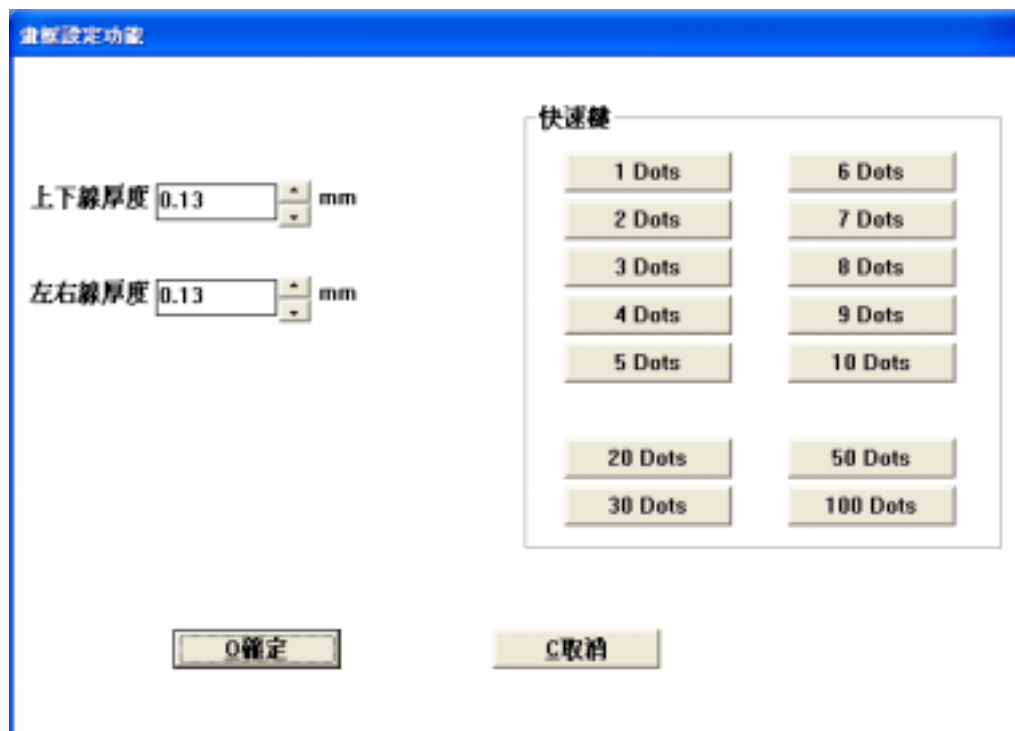 畫框設定功能
快速鍵
上下線厚度 0.13 mm
左右線厚度 0.13 mm
1 Dots 6 Dots
2 Dots 7 Dots
3 Dots 8 Dots
4 Dots 9 Dots
5 Dots 10 Dots
20 Dots 50 Dots
30 Dots 100 Dots
O確定 C取消